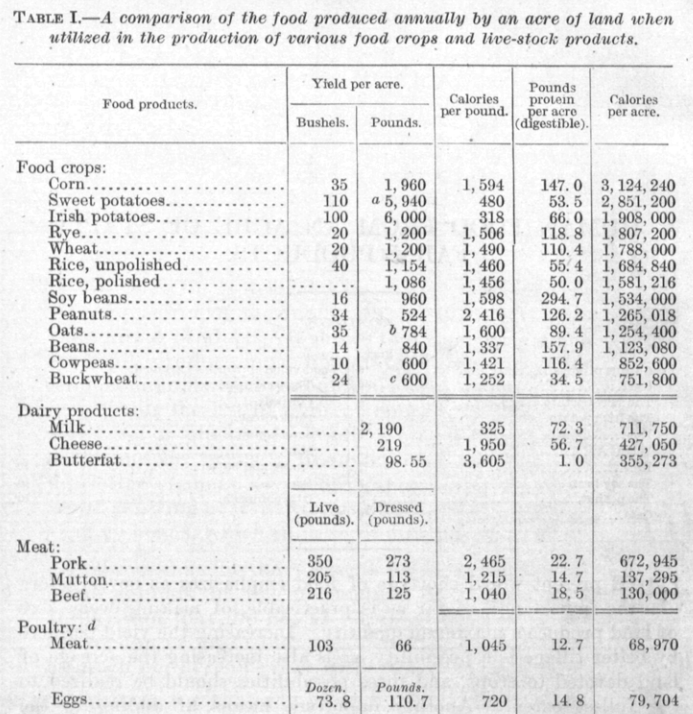 TABLE I.—A comparison of the food produced annually by an acre of land when
utilized in the production of various food crops and live-stock products.
Food products. Yield per acre. Calories per pound. Pounds protein per acre (digestible). Calories per acre.
Bushels. Pounds.
Food crops:
Corn 35 1,960 1,594 147.0 3,124,240
Sweet potatoes 110 a 5,940 480 53.5 2,851,200
Irish potatoes 100 6,000 318 66.0 1,908,000
Rye 20 1,200 1,506 118.8 1,807,200
Wheat 20 1,200 1,490 110.4 1,788,000
Rice, unpolished 40 1,154 1,460 55.4 1,684,840
Rice, polished 1,086 1,456 50.0 1,581,216
Soy beans 16 960 1,598 294.7 1,534,000
Peanuts 34 524 2,416 126.2 1,265,018
Oats 35 b 784 1,600 89.4 1,254,400
Beans 14 840 1,337 157.9 1,123,080
Cowpeas 10 600 1,421 116.4 852,600
Buckwheat 24 c 600 1,252 34.5 751,800
Dairy products:
Milk 2,190 325 72.3 711,750
Cheese 219 1,950 56.7 427,050
Butterfat 98.55 3,605 1.0 355,273
Live (pounds). Dressed (pounds).
Meat:
Pork 350 273 2,465 22.7 672,945
Mutton 205 113 1,215 14.7 137,295
Beef 216 125 1,040 18.5 130,000
Poultry: d
Meat 103 66 1,045 12.7 68,970
Dozen. Pounds.
Eggs 73.8 110.7 720 14.8 79,704